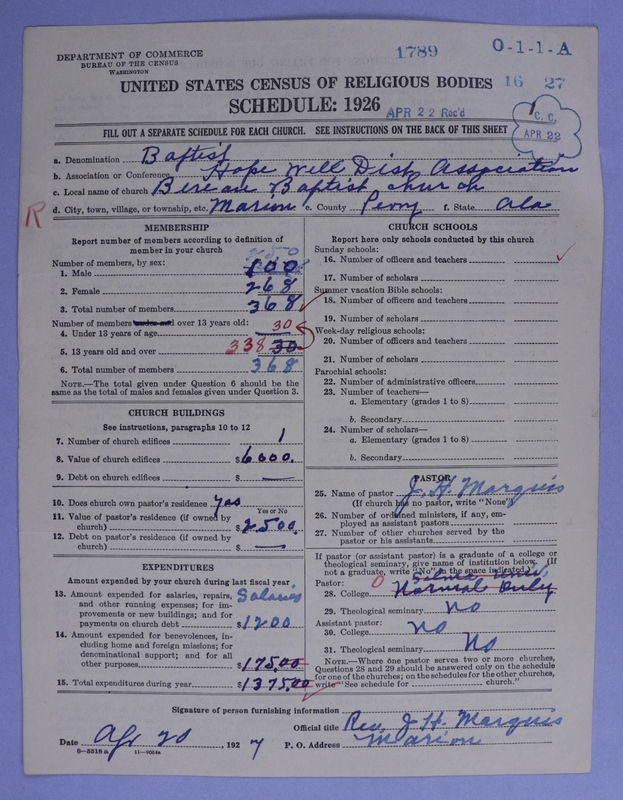 DEPARTMENT OF COMMERCE
BUREAU OF THE CENSUS
WASHINGTON
1789
O-1-1-A
UNITED STATES CENSUS OF RELIGIOUS BODIES
16 27
SCHEDULE: 1926
APR 22 Rec'd
1
C. C.
APR 22
FILL OUT A SEPARATE SCHEDULE FOR EACH CHURCH. SEE INSTRUCTIONS ON THE BACK OF THIS SHEET
a. Denomination Baptist
b. Association or Conference Hope Well Dist Association
c. Local name of church Berean Baptist church
R
d. City, town, village, or township, etc. Marion e. County Perry f. State Ala
MEMBERSHIP
Report number of members according to definition of
member in your church
Number of members, by sex:
1. Male 100
2. Female 268
3. Total number of members 368
Number of members under and over 13 years old:
4. Under 13 years of age 30
5. 13 years old and over 338 30
6. Total number of members 368
NOTE.—The total given under Question 6 should be
same as the total of males and females given under Question 3.
CHURCH BUILDINGS
See instructions, paragraphs 10 to 12
7. Number of church edifices 1
8. Value of church edifices $6000.
9. Debt on church edifices $ —
10. Does church own pastor's residence yes
Yes or No
11. Value of pastor's residence (if owned by
church) $2500.
12. Debt on pastor's residence (if owned by
church) $ —
EXPENDITURES
Amount expended by your church during last fiscal year
13. Amount expended for salaries, repairs, Salaries
and other running expenses; for im-
provements or new buildings; and for
payments on church debt $1200
14. Amount expended for benevolences, in-
cluding home and foreign missions; for
denominational support; and for all
other purposes $175.00
15. Total expenditures during year $1375.00
CHURCH SCHOOLS
Report here only schools conducted by this church
Sunday schools:
16. Number of officers and teachers
17. Number of scholars
Summer vacation Bible schools:
18. Number of officers and teachers
19. Number of scholars
Week-day religious schools:
20. Number of officers and teachers
21. Number of scholars
Parochial schools:
22. Number of administrative officers
23. Number of teachers—
a. Elementary (grades 1 to 8)
b. Secondary
24. Number of scholars—
a. Elementary (grades 1 to 8)
b. Secondary
PASTOR
25. Name of pastor J. H. Marquis
(If church has no pastor, write "None")
26. Number of ordained ministers, if any, em-
ployed as assistant pastors
27. Number of other churches served by the
pastor or his assistants
If pastor (or assistant pastor) is a graduate of a college or
theological seminary, give name of institution below. (If
not a graduate, write "No" in the space indicated.)
Pastor: 0 Selma Univ
28. College Normal Only
29. Theological seminary No
Assistant pastor:
30. College No
31. Theological seminary No
NOTE.—Where one pastor serves two or more churches,
Questions 28 and 29 should be answered only on the schedule
for one of the churches; on the schedules for the other churches,
write "See schedule for church."
Signature of person furnishing information
Official title Rev. J H. Marquis
Date Apr 20, 1927 P. O. Address Marion
8-5518a 11-9554a